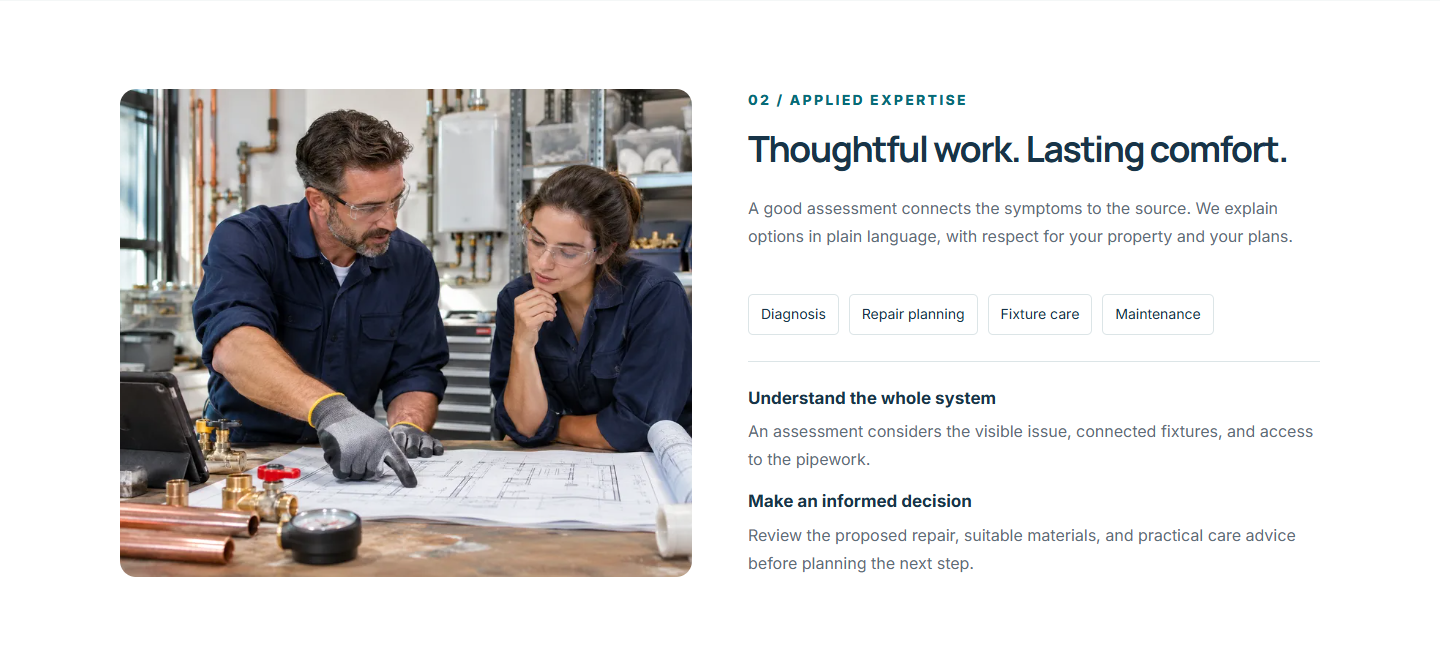 02 / APPLIED EXPERTISE
Thoughtful work. Lasting comfort.
A good assessment connects the symptoms to the source. We explain
options in plain language, with respect for your property and your plans.
Diagnosis
Repair planning
Fixture care
Maintenance
Understand the whole system
An assessment considers the visible issue, connected fixtures, and access
to the pipework.
Make an informed decision
Review the proposed repair, suitable materials, and practical care advice
before planning the next step.